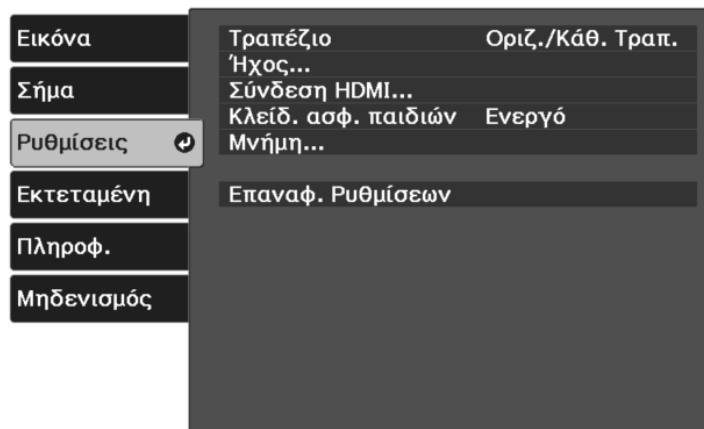 Εικόνα
Σήμα
Ρυθμίσεις
Εκτεταμένη
Πληροφ.
Μηδενισμός
Τραπέζιο Οριζ./Κάθ. Τραπ.
Ήχος...
Σύνδεση HDMI...
Κλείδ. ασφ. παιδιών Ενεργό
Μνήμη...
Επαναφ. Ρυθμίσεων